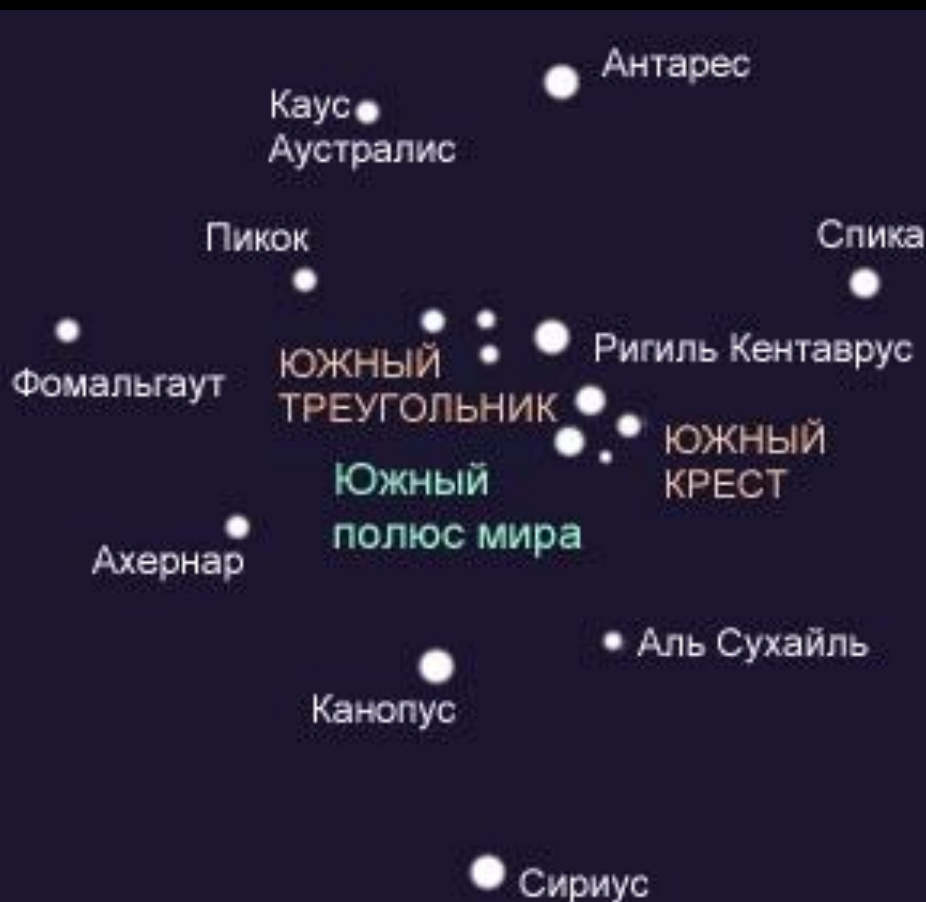 Антарес
Каус
Аустралис
Пикок
Спика
Ригиль Кентаврус
Фомальгаут
ЮЖНЫЙ
ТРЕУГОЛЬНИК
ЮЖНЫЙ
КРЕСТ
Южный
полюс мира
Ахернар
Аль Сухайль
Канопус
Сириус